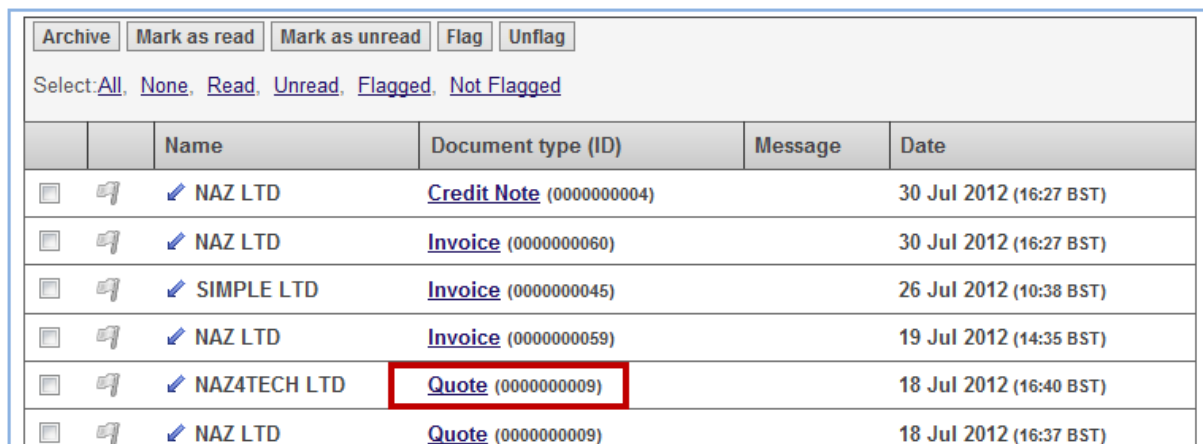 Archive Mark as read Mark as unread Flag Unflag
Select:All, None, Read, Unread, Flagged, Not Flagged
Name Document type (ID) Message Date
NAZ LTD Credit Note (0000000004) 30 Jul 2012 (16:27 BST)
NAZ LTD Invoice (0000000060) 30 Jul 2012 (16:27 BST)
SIMPLE LTD Invoice (0000000045) 26 Jul 2012 (10:38 BST)
NAZ LTD Invoice (0000000059) 19 Jul 2012 (14:35 BST)
NAZ4TECH LTD Quote (0000000009) 18 Jul 2012 (16:40 BST)
NAZ LTD Quote (0000000009) 18 Jul 2012 (16:37 BST)